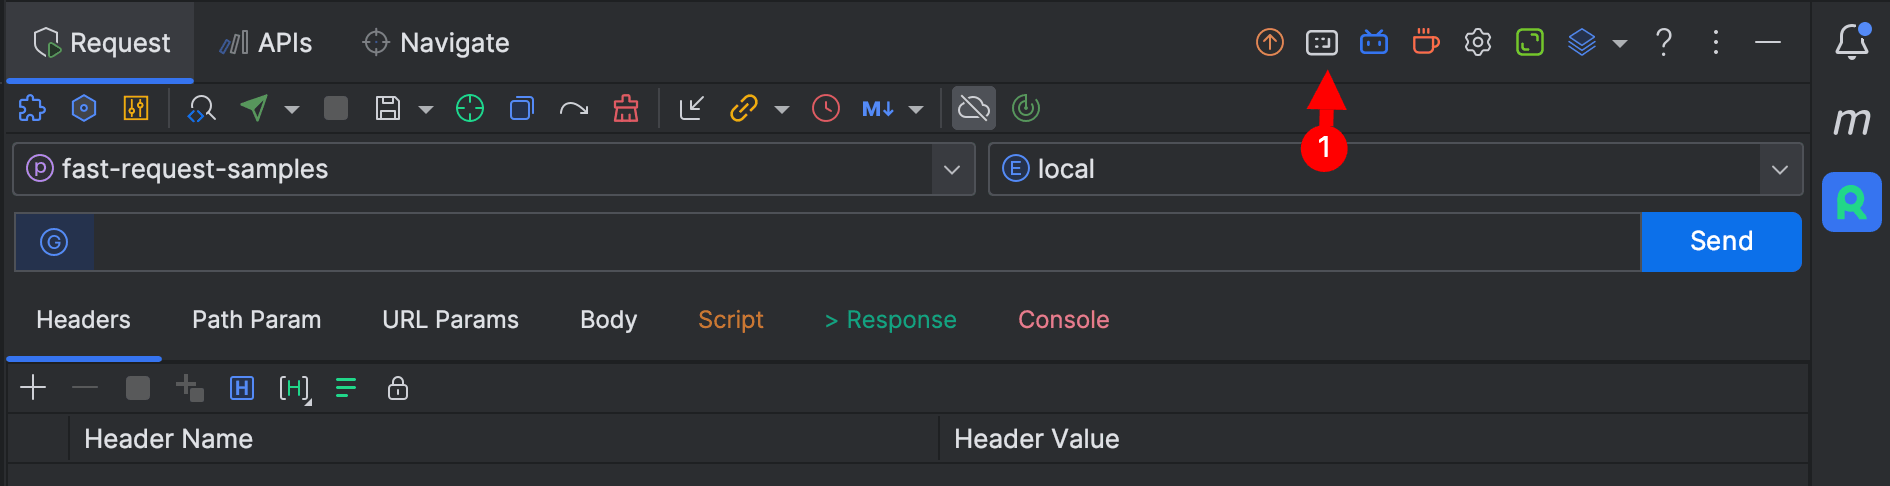 Request APIs Navigate ?
M↓
1
m
P fast-request-samples E local
R
G Send
Headers Path Param URL Params Body Script > Response Console
H [H]
Header Name Header Value